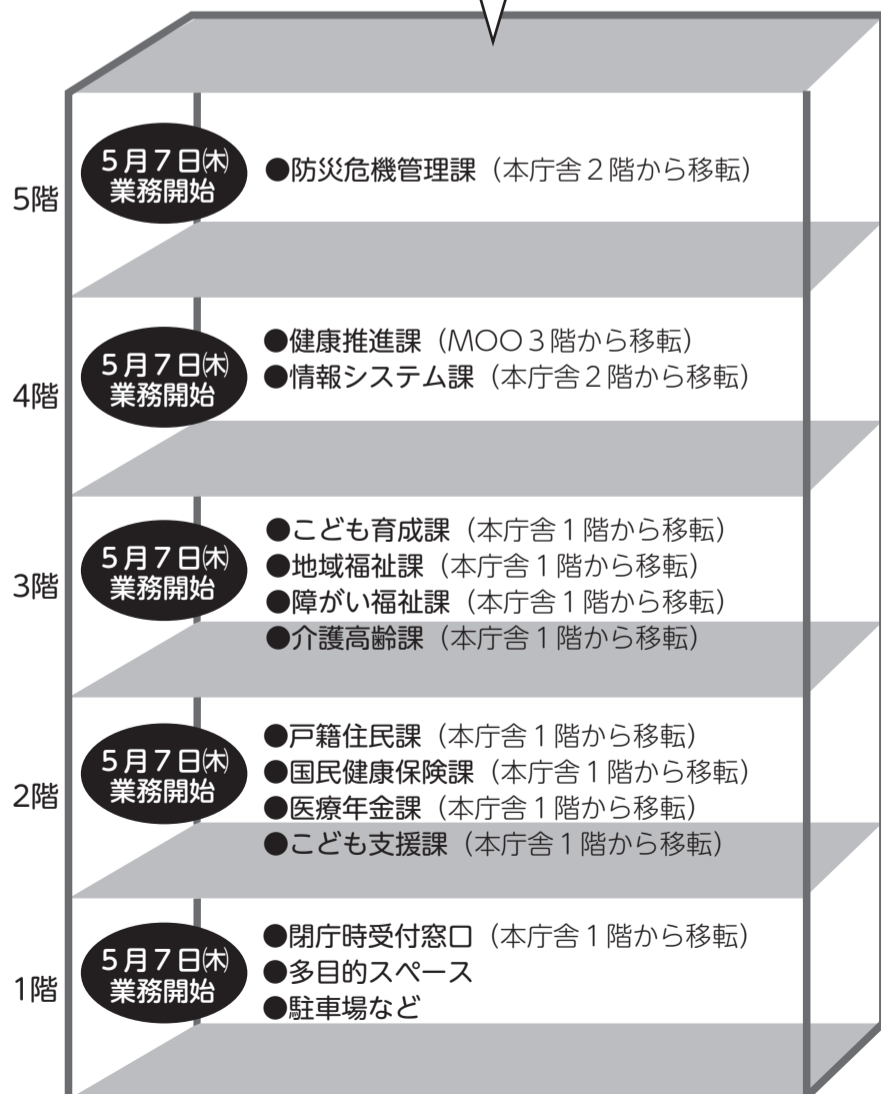 5階
5月7日㈭
業務開始
●防災危機管理課（本庁舎2階から移転）
4階
5月7日㈭
業務開始
●健康推進課（MOO3階から移転）
●情報システム課（本庁舎2階から移転）
3階
5月7日㈭
業務開始
●こども育成課（本庁舎1階から移転）
●地域福祉課（本庁舎1階から移転）
●障がい福祉課（本庁舎1階から移転）
●介護高齢課（本庁舎1階から移転）
2階
5月7日㈭
業務開始
●戸籍住民課（本庁舎1階から移転）
●国民健康保険課（本庁舎1階から移転）
●医療年金課（本庁舎1階から移転）
●こども支援課（本庁舎1階から移転）
1階
5月7日㈭
業務開始
●閉庁時受付窓口（本庁舎1階から移転）
●多目的スペース
●駐車場など